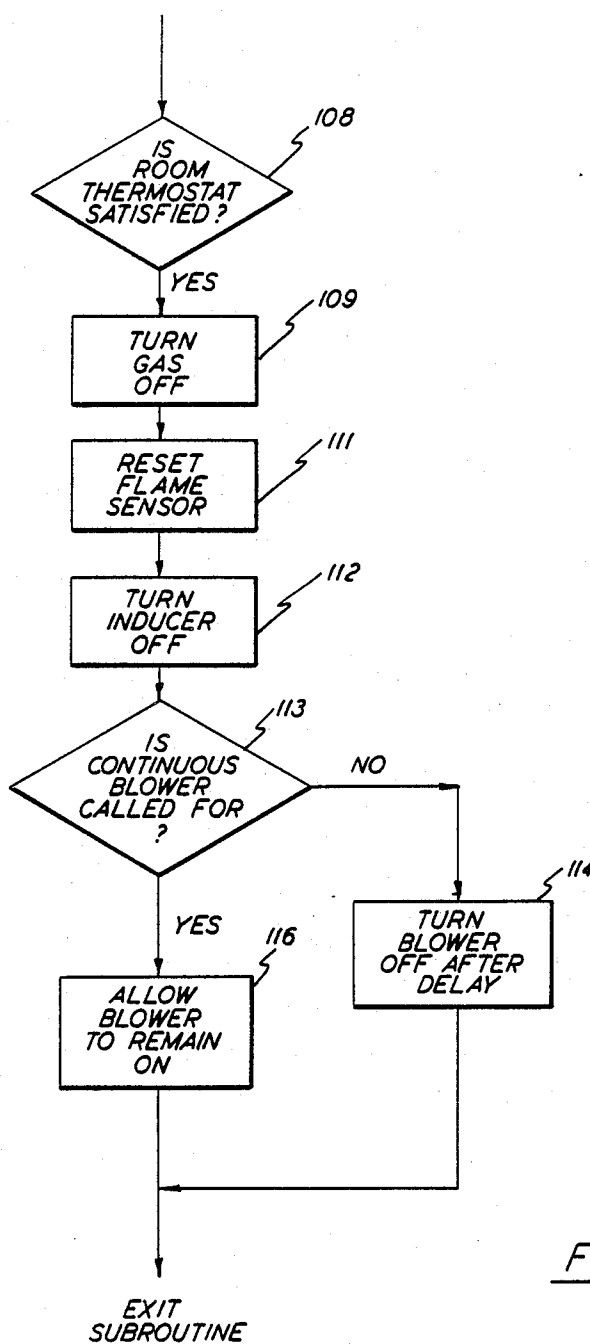 108
IS
ROOM
THERMOSTAT
SATISFIED?
YES
109
TURN
GAS
OFF
111
RESET
FLAME
SENSOR
112
TURN
INDUCER
OFF
113
IS
CONTINUOUS
BLOWER
CALLED FOR
?
NO
YES
114
TURN
BLOWER
OFF AFTER
DELAY
116
ALLOW
BLOWER
TO REMAIN
ON
F
EXIT
SUBROUTINE